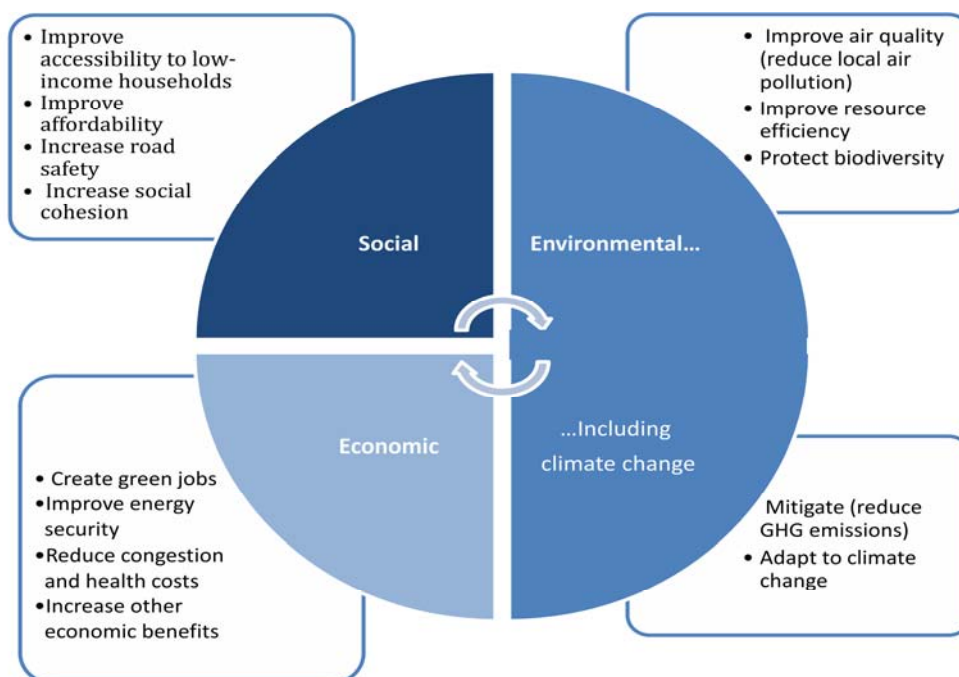 • Improve
accessibility to low-
income households
• Improve
affordability
• Increase road
safety
• Increase social
cohesion
• Improve air quality
(reduce local air
pollution)
• Improve resource
efficiency
• Protect biodiversity
Social
Environmental...
Economic
...Including
climate change
• Create green jobs
•Improve energy
security
•Reduce congestion
and health costs
•Increase other
economic benefits
Mitigate (reduce
GHG emissions)
• Adapt to climate
change